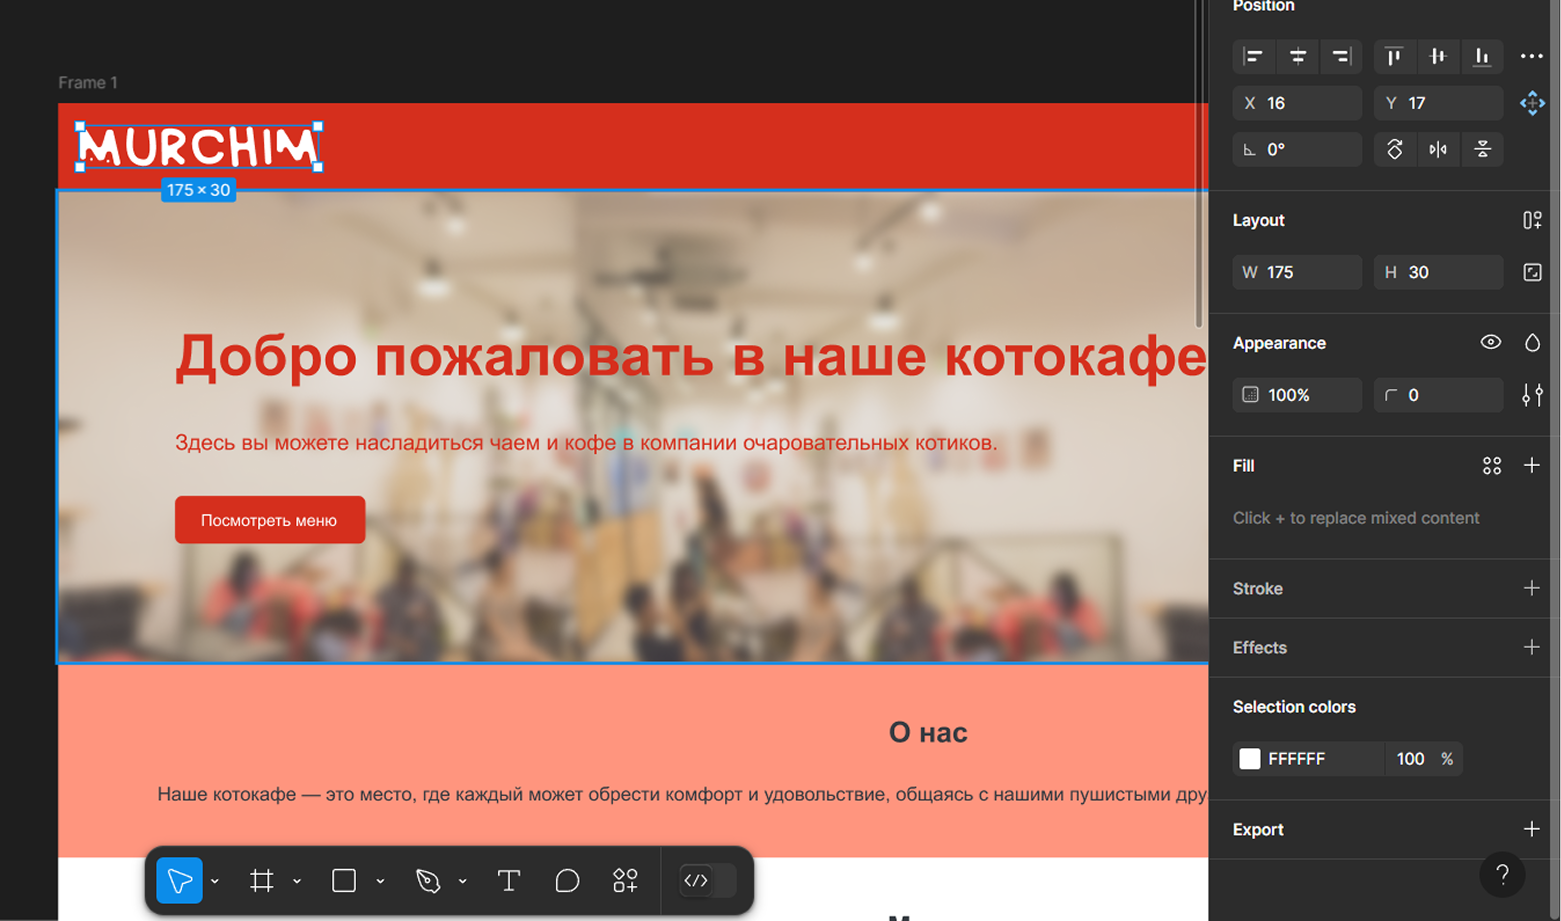 Position
Frame 1
X 16
Y 17
0°
MURCHIM
175 × 30
Layout
W 175
H 30
Appearance
100%
0
Добро пожаловать в наше котокафе
Здесь вы можете насладиться чаем и кофе в компании очаровательных котиков.
Посмотреть меню
Fill
Click + to replace mixed content
Stroke
Effects
Selection colors
FFFFFF 100 %
О нас
Наше котокафе — это место, где каждый может обрести комфорт и удовольствие, общаясь с нашими пушистыми дру
Export
?